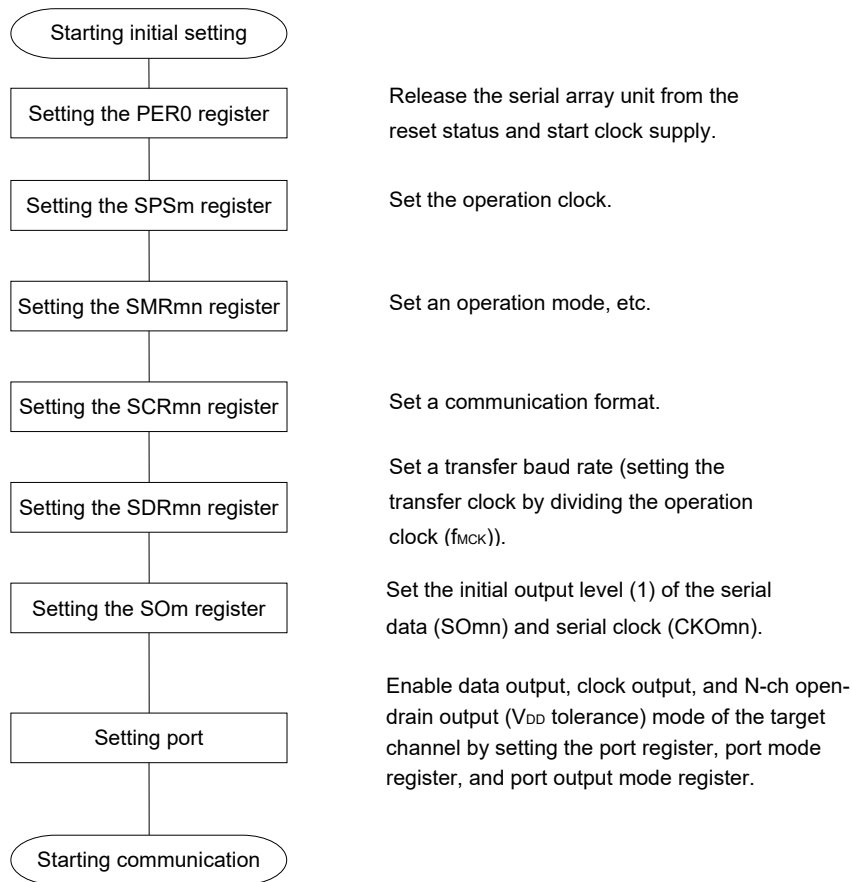 Starting initial setting
Setting the PER0 register
Release the serial array unit from the
reset status and start clock supply.
Setting the SPSm register
Set the operation clock.
Setting the SMRmn register
Set an operation mode, etc.
Setting the SCRmn register
Set a communication format.
Setting the SDRmn register
Set a transfer baud rate (setting the
transfer clock by dividing the operation
clock (fMCK)).
Setting the SOm register
Set the initial output level (1) of the serial
data (SOmn) and serial clock (CKOmn).
Setting port
Enable data output, clock output, and N-ch open-
drain output (VDD tolerance) mode of the target
channel by setting the port register, port mode
register, and port output mode register.
Starting communication